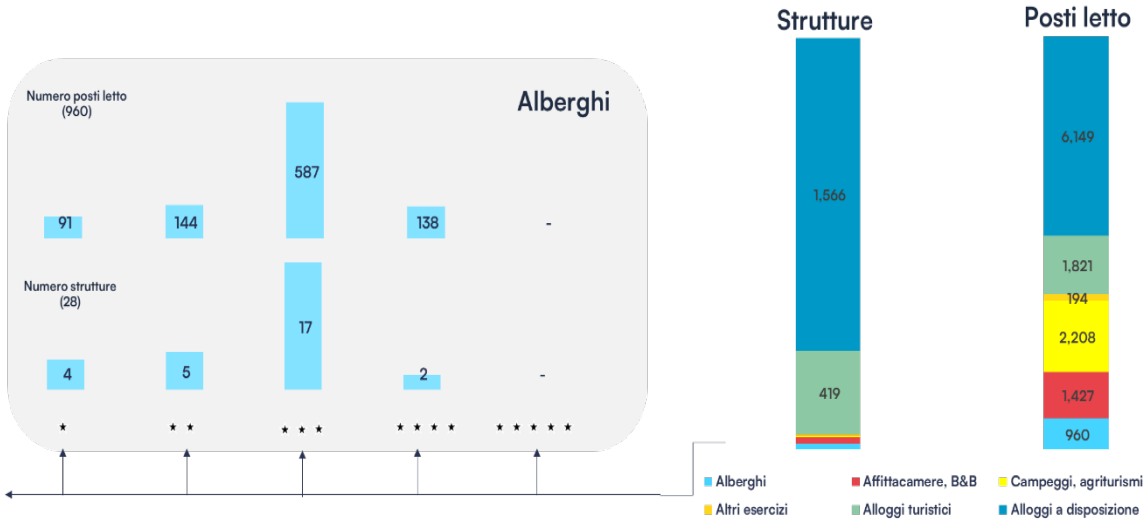 Strutture
Posti letto
Numero posti letto
(960)
Alberghi
587
91
144
138
-
Numero strutture
(28)
17
4
5
2
-
★
★ ★
★ ★ ★
★ ★ ★ ★
★ ★ ★ ★ ★
1,566
419
6,149
1,821
194
2,208
1,427
960
Alberghi
Affittacamere, B&B
Campeggi, agriturismi
Altri esercizi
Alloggi turistici
Alloggi a disposizione